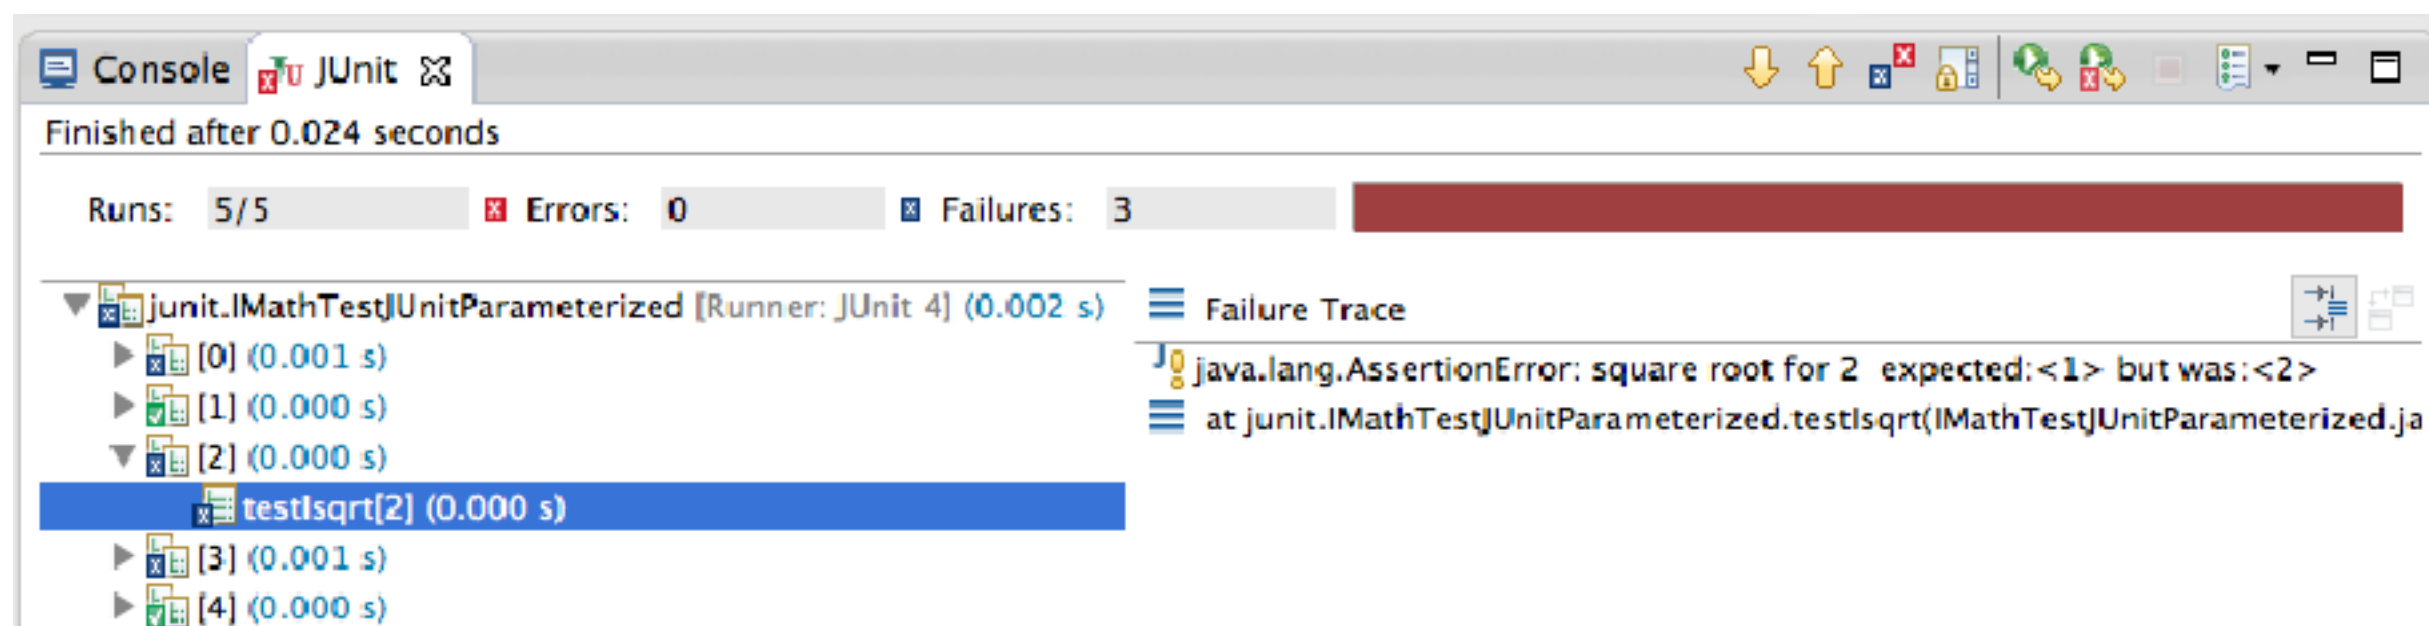 Console JUnit
Finished after 0.024 seconds
Runs: 5/5 Errors: 0 Failures: 3
junit.IMathTestJUnitParameterized [Runner: JUnit 4] (0.002 s)
[0] (0.001 s)
[1] (0.000 s)
[2] (0.000 s)
testIsqrt[2] (0.000 s)
[3] (0.001 s)
[4] (0.000 s)
Failure Trace
java.lang.AssertionError: square root for 2 expected:<1> but was:<2>
at junit.IMathTestJUnitParameterized.testIsqrt(IMathTestJUnitParameterized.ja